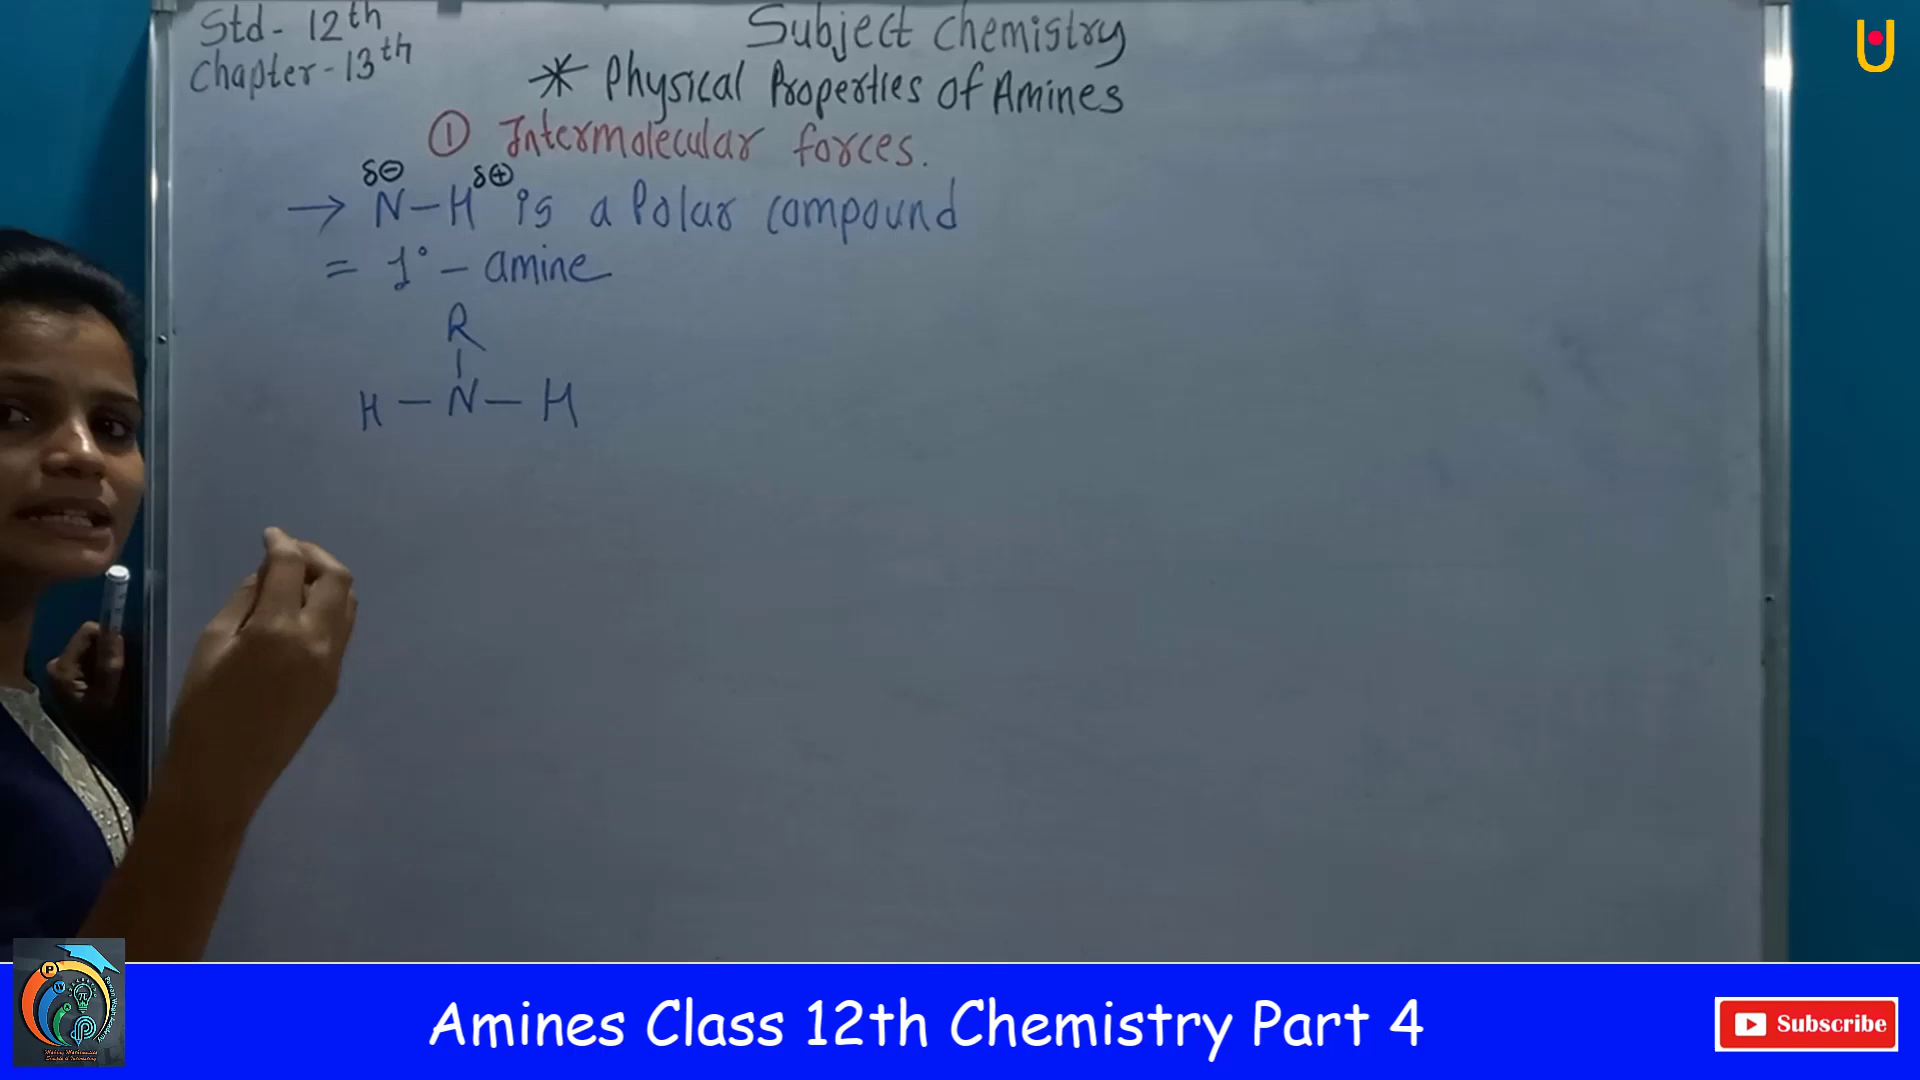 Std- 12th
Chapter-13th
Subject Chemistry
* Physical Properties Of Amines
① Intermolecular forces.
δ⊖ δ⊕
→ N-H is a Polar compound
= 1° - amine
R
H - N - H
Amines Class 12th Chemistry Part 4
Subscribe